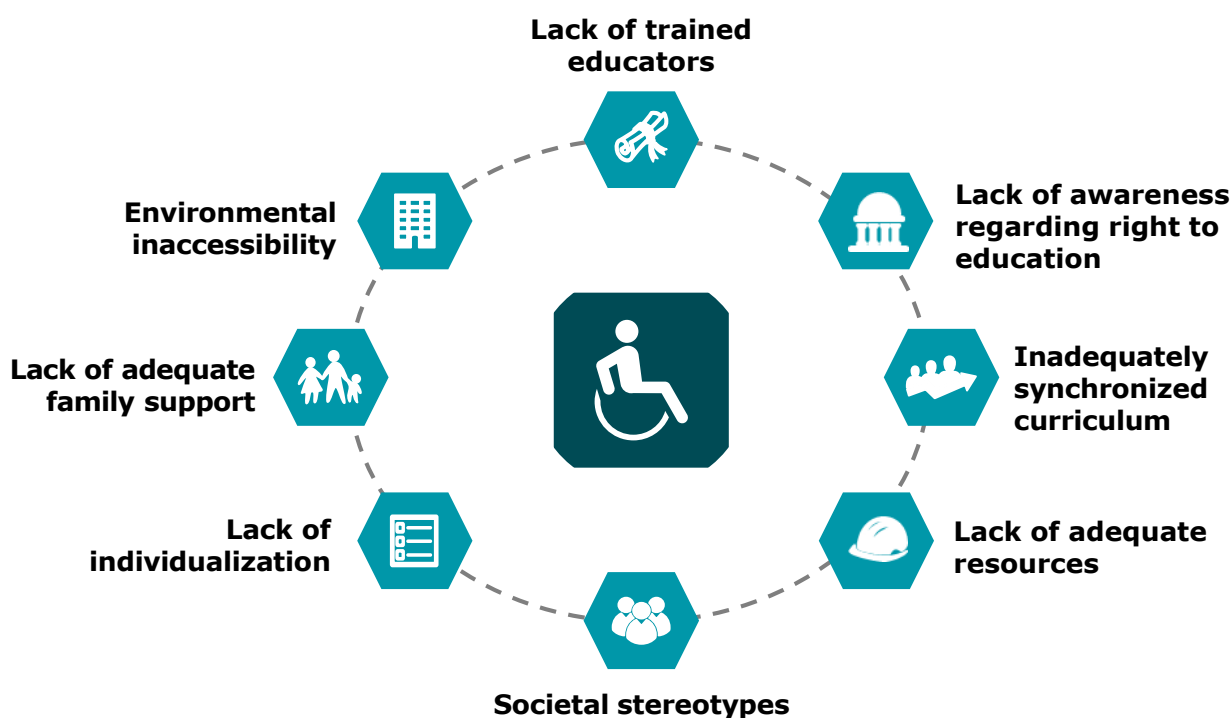 Lack of trained
educators
Lack of awareness
regarding right to
education
Inadequately
synchronized
curriculum
Lack of adequate
resources
Societal stereotypes
Lack of
individualization
Lack of adequate
family support
Environmental
inaccessibility